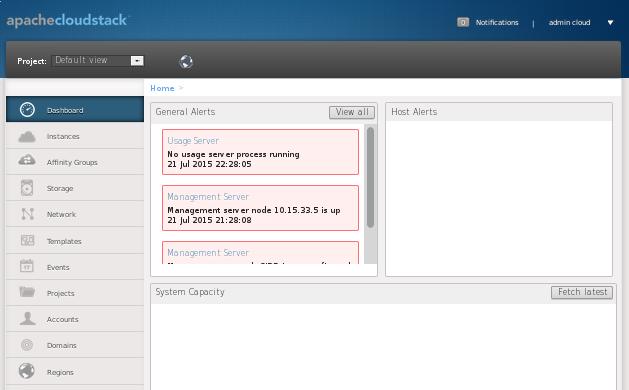 apachecloudstack
0 Notifications | admin cloud
Project: Default view
Home >
Dashboard
Instances
Affinity Groups
Storage
Network
Templates
Events
Projects
Accounts
Domains
Regions
General Alerts
View all
Usage Server
No usage server process running
21 Jul 2015 22:28:05
Management Server
Management server node 10.15.33.5 is up
21 Jul 2015 21:28:08
Management Server
Host Alerts
System Capacity
Fetch latest